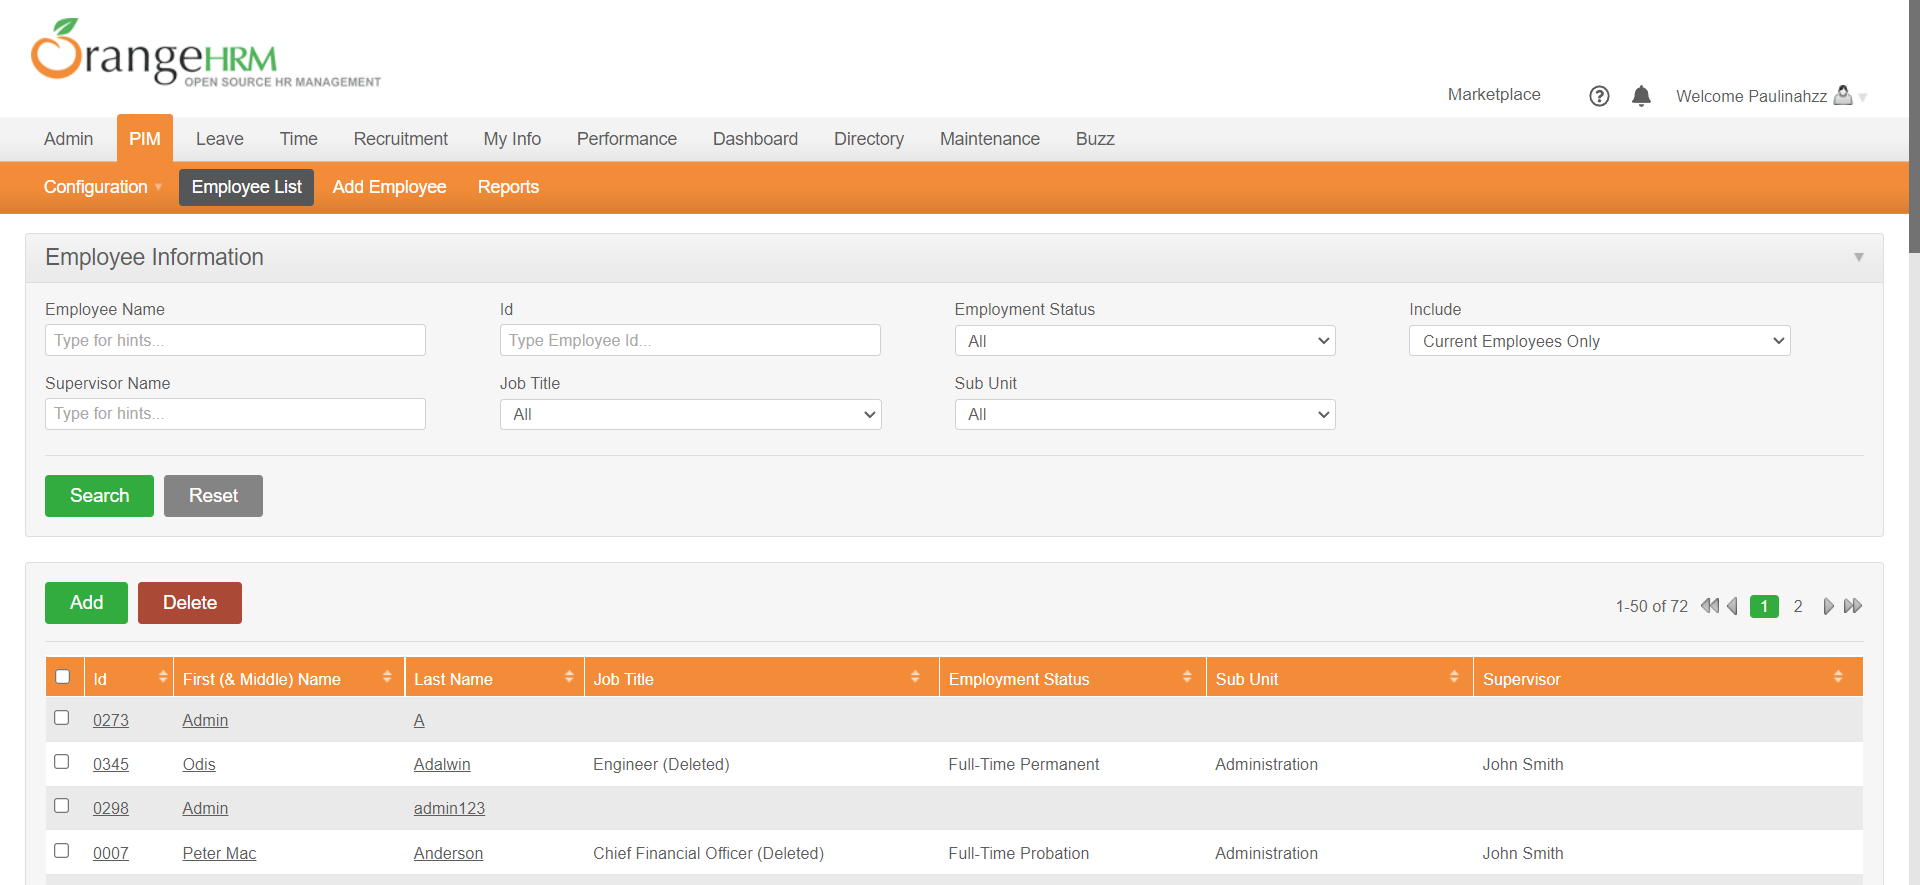 OrangeHRM
OPEN SOURCE HR MANAGEMENT
Marketplace
Welcome Paulinahzz
Admin PIM Leave Time Recruitment My Info Performance Dashboard Directory Maintenance Buzz
Configuration Employee List Add Employee Reports
Employee Information
Employee Name Id Employment Status Include
Type for hints... Type Employee Id... All Current Employees Only
Supervisor Name Job Title Sub Unit
Type for hints... All All
Search Reset
Add Delete 1-50 of 72 1 2
Id First (& Middle) Name Last Name Job Title Employment Status Sub Unit Supervisor
0273 Admin A
0345 Odis Adalwin Engineer (Deleted) Full-Time Permanent Administration John Smith
0298 Admin admin123
0007 Peter Mac Anderson Chief Financial Officer (Deleted) Full-Time Probation Administration John Smith